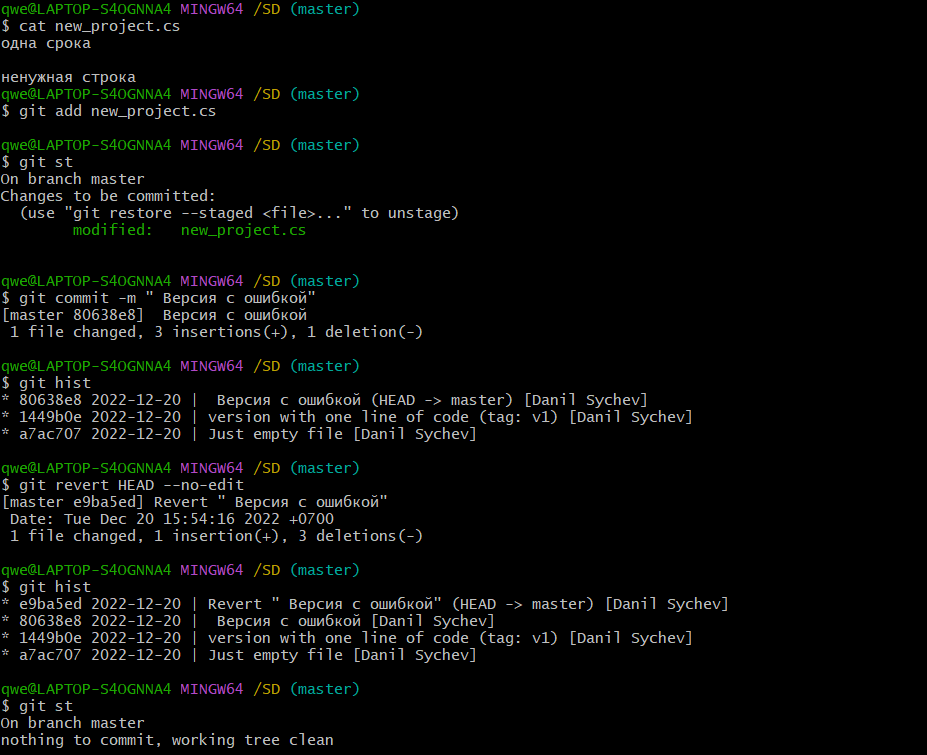 qwe@LAPTOP-S4OGNNA4 MINGW64 /SD (master)
$ cat new_project.cs
одна срока
ненужная строка
qwe@LAPTOP-S4OGNNA4 MINGW64 /SD (master)
$ git add new_project.cs
qwe@LAPTOP-S4OGNNA4 MINGW64 /SD (master)
$ git st
On branch master
Changes to be committed:
  (use "git restore --staged <file>..." to unstage)
        modified:   new_project.cs
qwe@LAPTOP-S4OGNNA4 MINGW64 /SD (master)
$ git commit -m " Версия с ошибкой"
[master 80638e8]  Версия с ошибкой
 1 file changed, 3 insertions(+), 1 deletion(-)
qwe@LAPTOP-S4OGNNA4 MINGW64 /SD (master)
$ git hist
* 80638e8 2022-12-20 |  Версия с ошибкой (HEAD -> master) [Danil Sychev]
* 1449b0e 2022-12-20 | version with one line of code (tag: v1) [Danil Sychev]
* a7ac707 2022-12-20 | Just empty file [Danil Sychev]
qwe@LAPTOP-S4OGNNA4 MINGW64 /SD (master)
$ git revert HEAD --no-edit
[master e9ba5ed] Revert " Версия с ошибкой"
 Date: Tue Dec 20 15:54:16 2022 +0700
 1 file changed, 1 insertion(+), 3 deletions(-)
qwe@LAPTOP-S4OGNNA4 MINGW64 /SD (master)
$ git hist
* e9ba5ed 2022-12-20 | Revert " Версия с ошибкой" (HEAD -> master) [Danil Sychev]
* 80638e8 2022-12-20 |  Версия с ошибкой [Danil Sychev]
* 1449b0e 2022-12-20 | version with one line of code (tag: v1) [Danil Sychev]
* a7ac707 2022-12-20 | Just empty file [Danil Sychev]
qwe@LAPTOP-S4OGNNA4 MINGW64 /SD (master)
$ git st
On branch master
nothing to commit, working tree clean